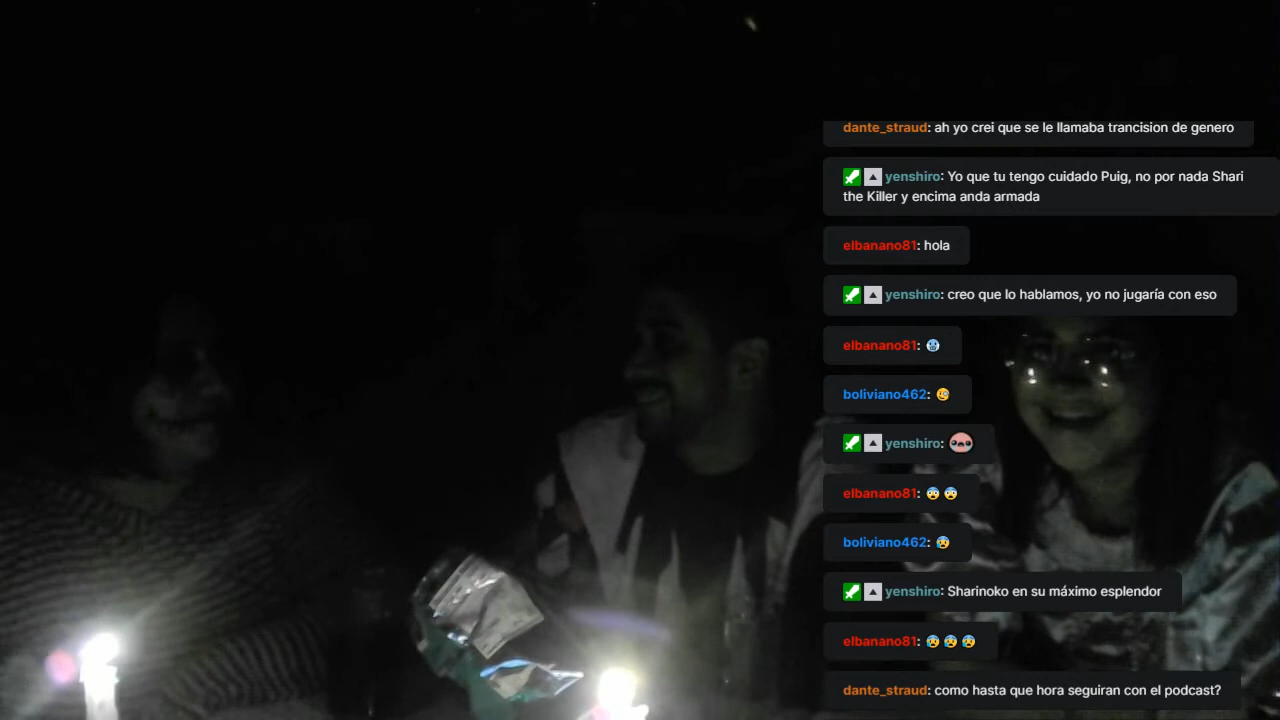 dante_straud: ah yo crei que se le llamaba trancision de genero
yenshiro: Yo que tu tengo cuidado Puig, no por nada Shari
the Killer y encima anda armada
elbanano81: hola
yenshiro: creo que lo hablamos, yo no jugaría con eso
elbanano81: 🥶
boliviano462: 🧐
yenshiro:
elbanano81: 😨 😨
boliviano462: 😰
yenshiro: Sharinoko en su máximo esplendor
elbanano81: 😰 😰 😰
dante_straud: como hasta que hora seguiran con el podcast?